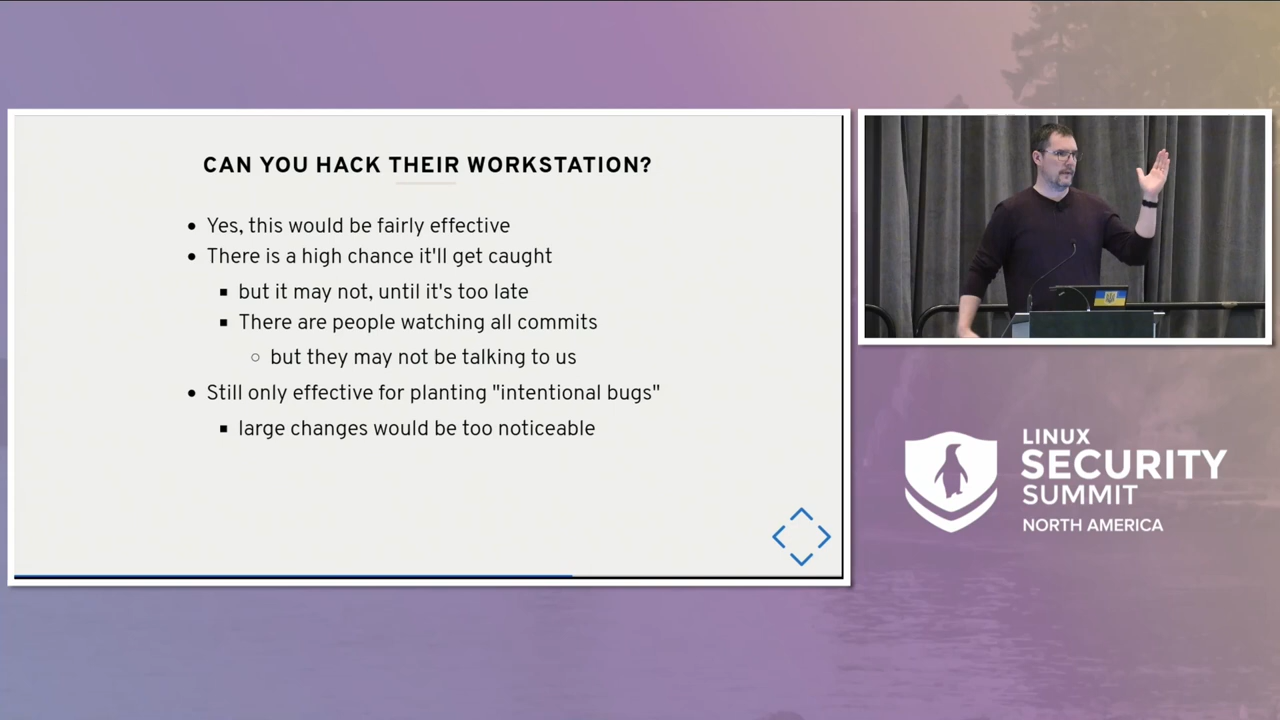 CAN YOU HACK THEIR WORKSTATION?
Yes, this would be fairly effective
There is a high chance it'll get caught
but it may not, until it's too late
There are people watching all commits
but they may not be talking to us
Still only effective for planting "intentional bugs"
large changes would be too noticeable
LINUX
SECURITY
SUMMIT
NORTH AMERICA